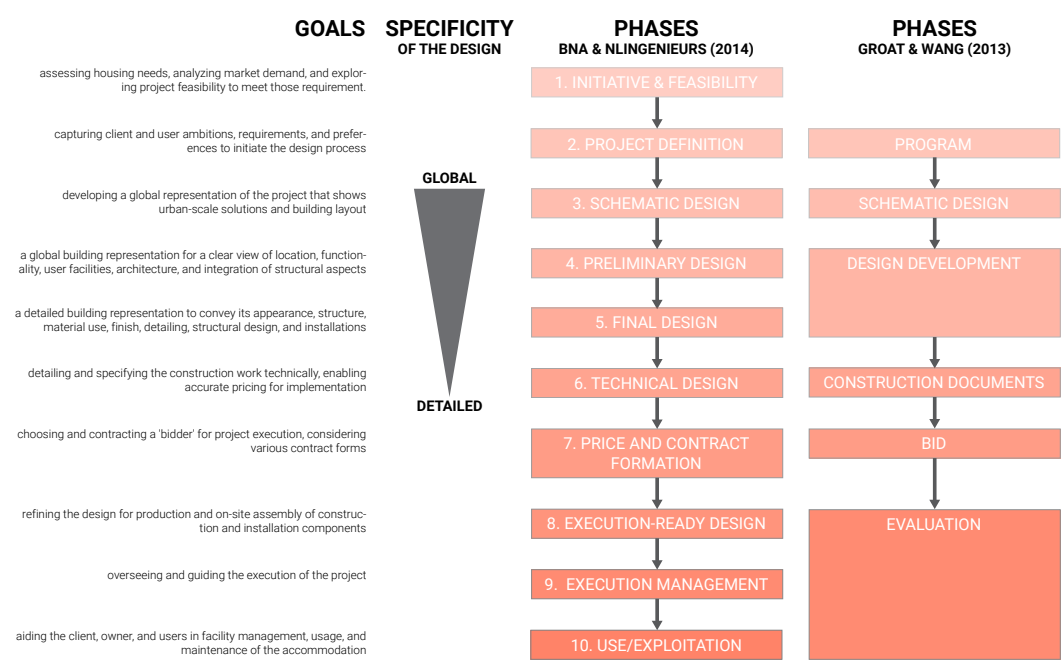 GOALS
SPECIFICITY
OF THE DESIGN
PHASES
BNA & NLINGENIEURS (2014)
PHASES
GROAT & WANG (2013)
assessing housing needs, analyzing market demand, and explor-
ing project feasibility to meet those requirement.
1. INITIATIVE & FEASIBILITY
capturing client and user ambitions, requirements, and prefer-
ences to initiate the design process
2. PROJECT DEFINITION
PROGRAM
GLOBAL
developing a global representation of the project that shows
urban-scale solutions and building layout
3. SCHEMATIC DESIGN
SCHEMATIC DESIGN
a global building representation for a clear view of location, function-
ality, user facilities, architecture, and integration of structural aspects
4. PRELIMINARY DESIGN
DESIGN DEVELOPMENT
a detailed building representation to convey its appearance, structure,
material use, finish, detailing, structural design, and installations
5. FINAL DESIGN
detailing and specifying the construction work technically, enabling
accurate pricing for implementation
6. TECHNICAL DESIGN
CONSTRUCTION DOCUMENTS
DETAILED
choosing and contracting a 'bidder' for project execution, considering
various contract forms
7. PRICE AND CONTRACT
FORMATION
BID
refining the design for production and on-site assembly of construc-
tion and installation components
8. EXECUTION-READY DESIGN
EVALUATION
overseeing and guiding the execution of the project
9. EXECUTION MANAGEMENT
aiding the client, owner, and users in facility management, usage, and
maintenance of the accommodation
10. USE/EXPLOITATION